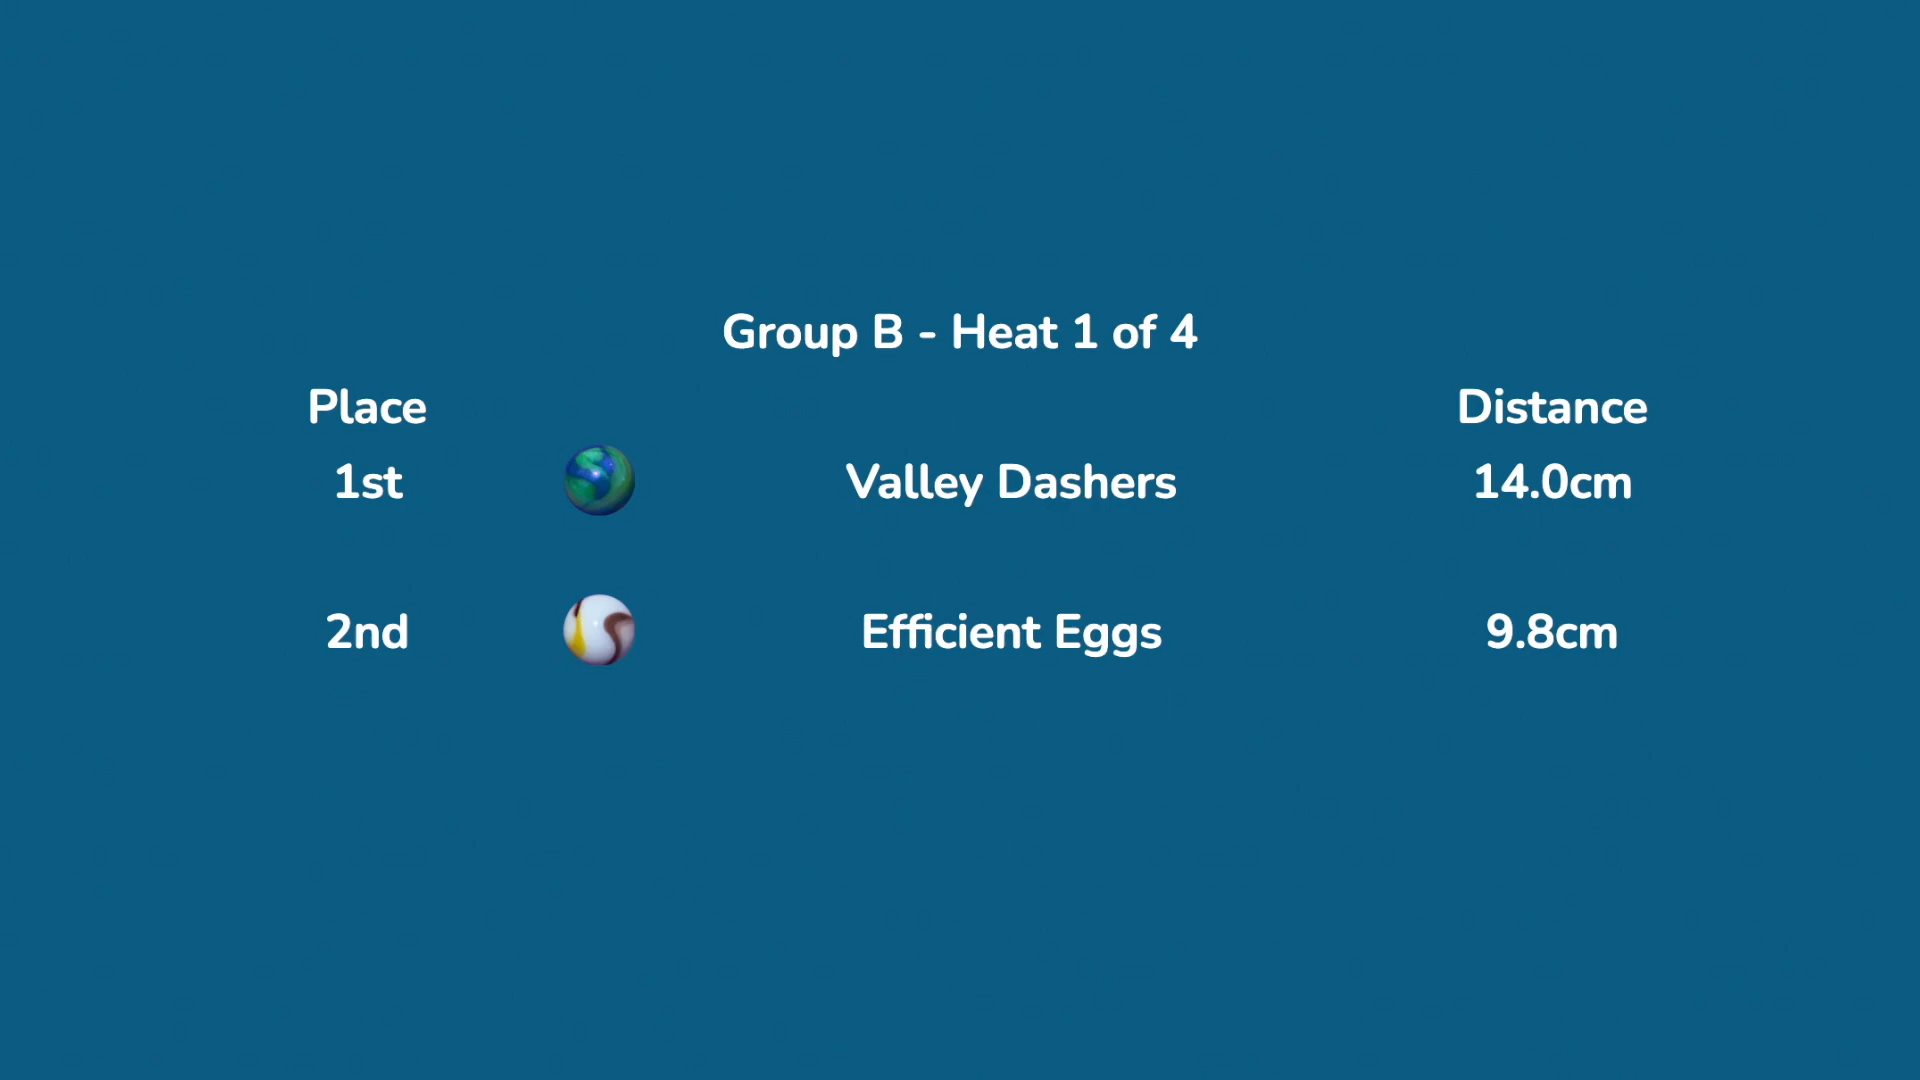 Group B - Heat 1 of 4
Place Distance
1st Valley Dashers 14.0cm
2nd Efficient Eggs 9.8cm